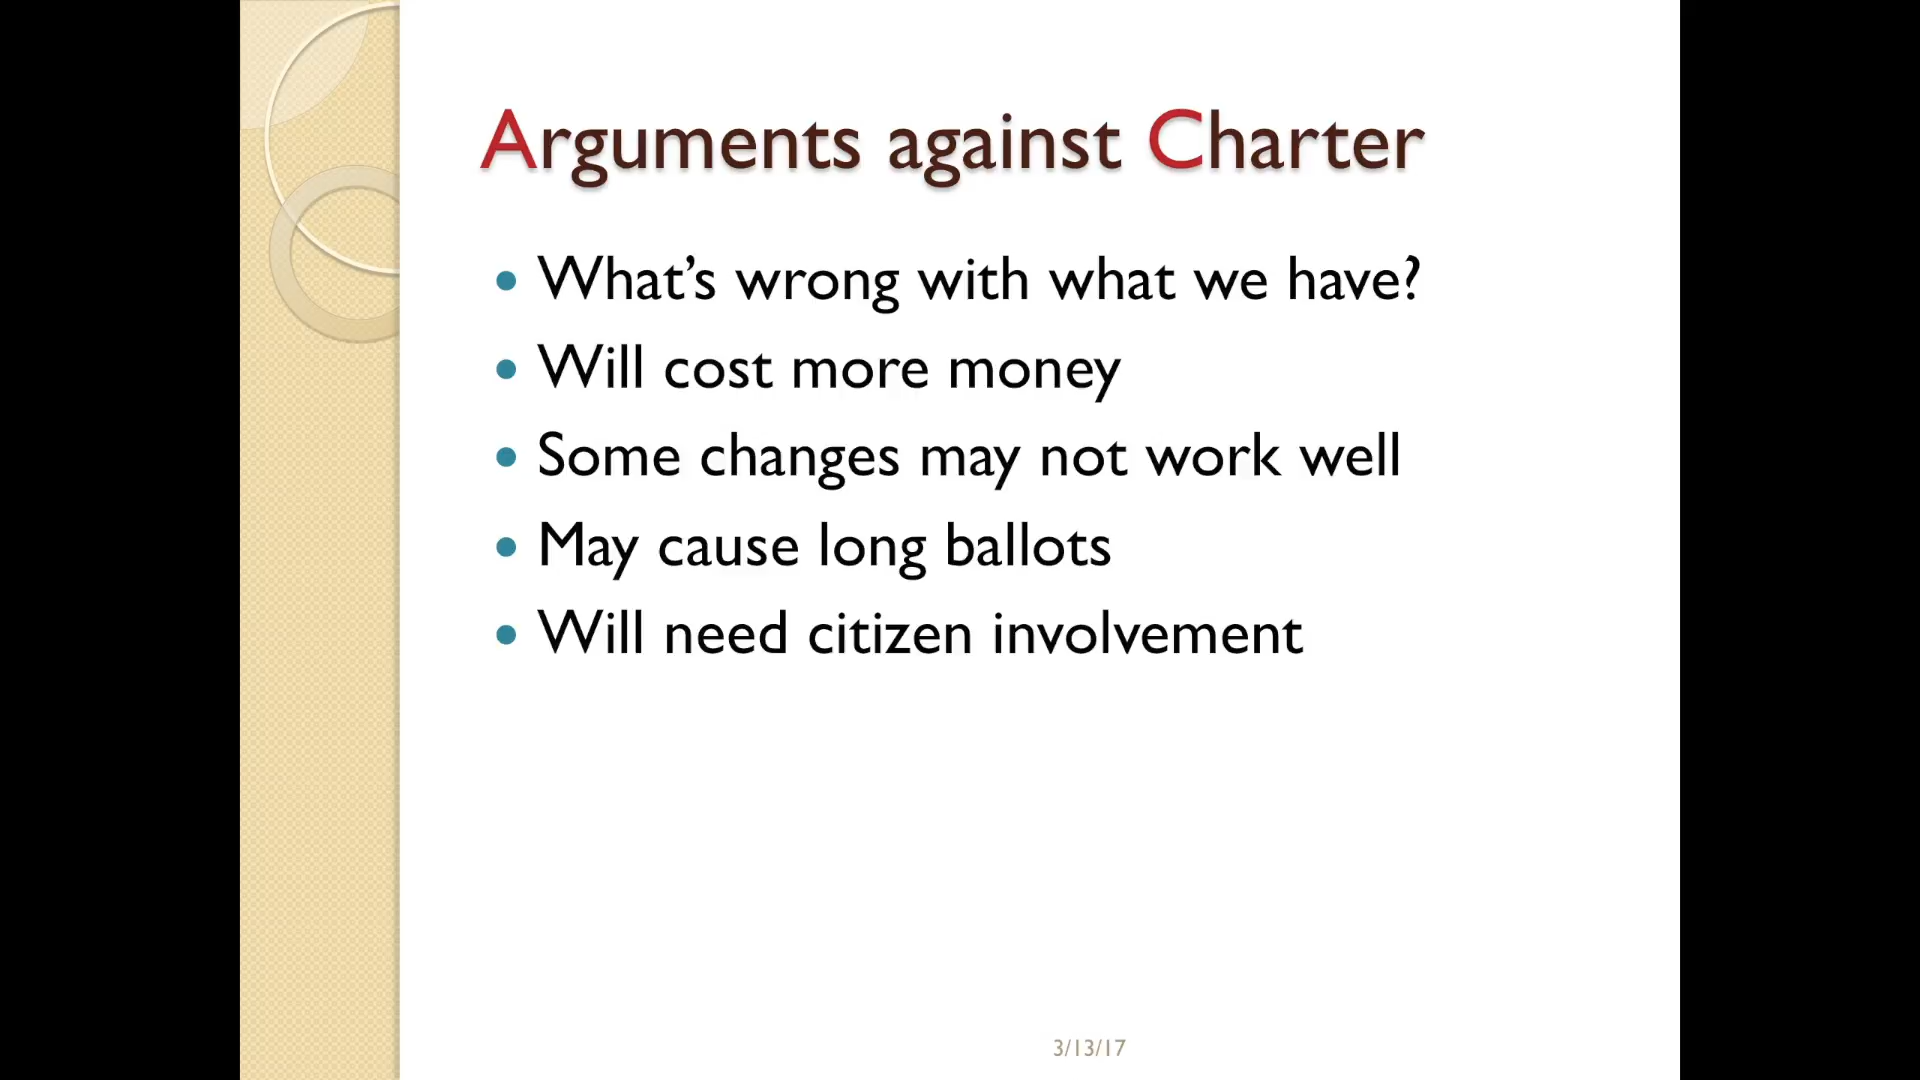 Arguments against Charter
• What’s wrong with what we have?
• Will cost more money
• Some changes may not work well
• May cause long ballots
• Will need citizen involvement
3/13/17